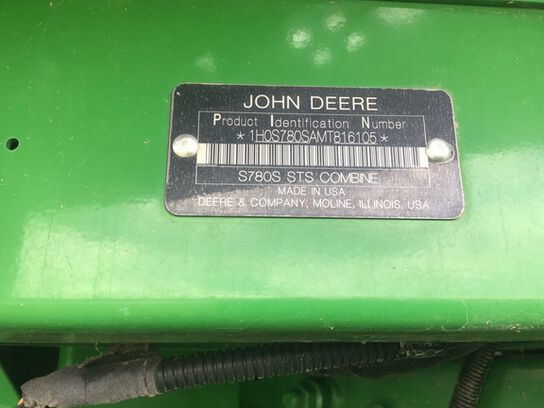 JOHN DEERE
Product Identification Number
*1H0S780SAMT816105*
S780S STS COMBINE
MADE IN USA
DEERE & COMPANY, MOLINE, ILLINOIS, USA